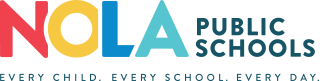 NOLA PUBLIC
SCHOOLS
EVERY CHILD. EVERY SCHOOL. EVERY DAY.